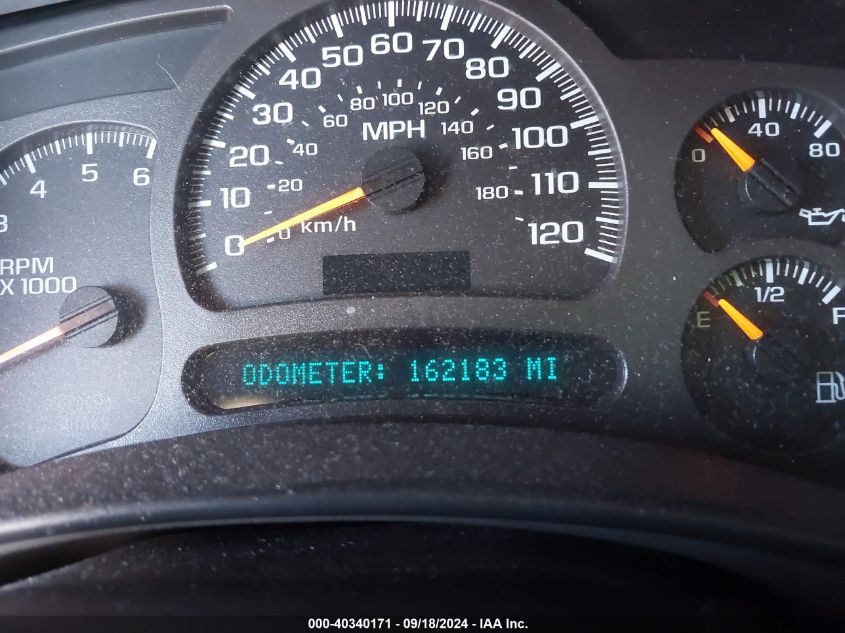 0 10 20 30 40 50 60 70 80 90 100 110 120
MPH
0 20 40 60 80 100 120 140 160 180
km/h
3 4 5 6
RPM
X 1000
0 40 80
E 1/2 F
ODOMETER: 162183 MI
000-40340171 - 09/18/2024 - IAA Inc.